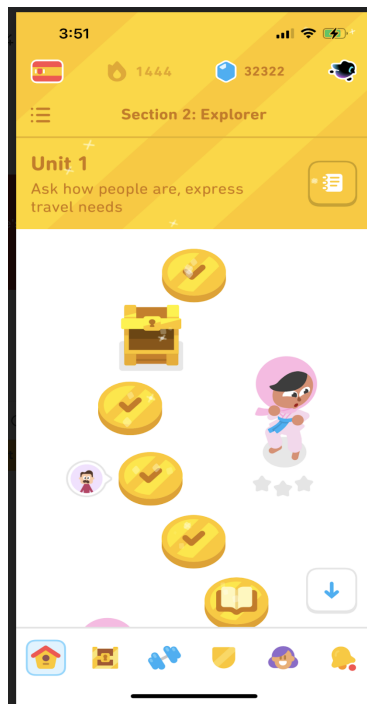 3:51
1444
32322
Section 2: Explorer
Unit 1
Ask how people are, express
travel needs